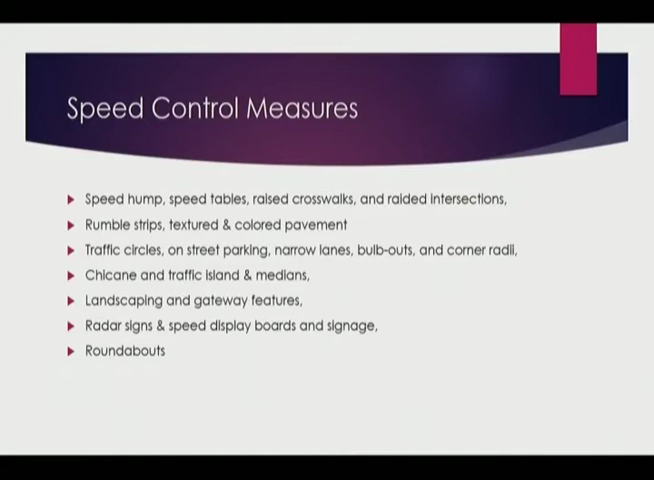 Speed Control Measures
Speed hump, speed tables, raised crosswalks, and raided intersections,
Rumble strips, textured & colored pavement
Traffic circles, on street parking, narrow lanes, bulb-outs, and corner radii,
Chicane and traffic island & medians,
Landscaping and gateway features,
Radar signs & speed display boards and signage,
Roundabouts